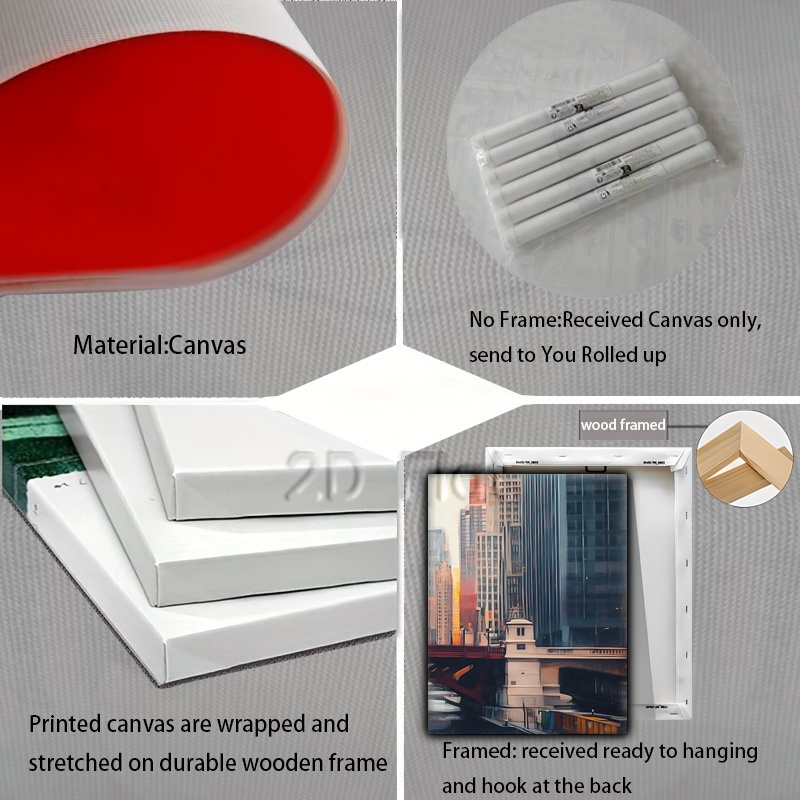 Material:Canvas
No Frame:Received Canvas only,
send to You Rolled up
wood framed
2.D
Printed canvas are wrapped and
stretched on durable wooden frame
Framed: received ready to hanging
and hook at the back